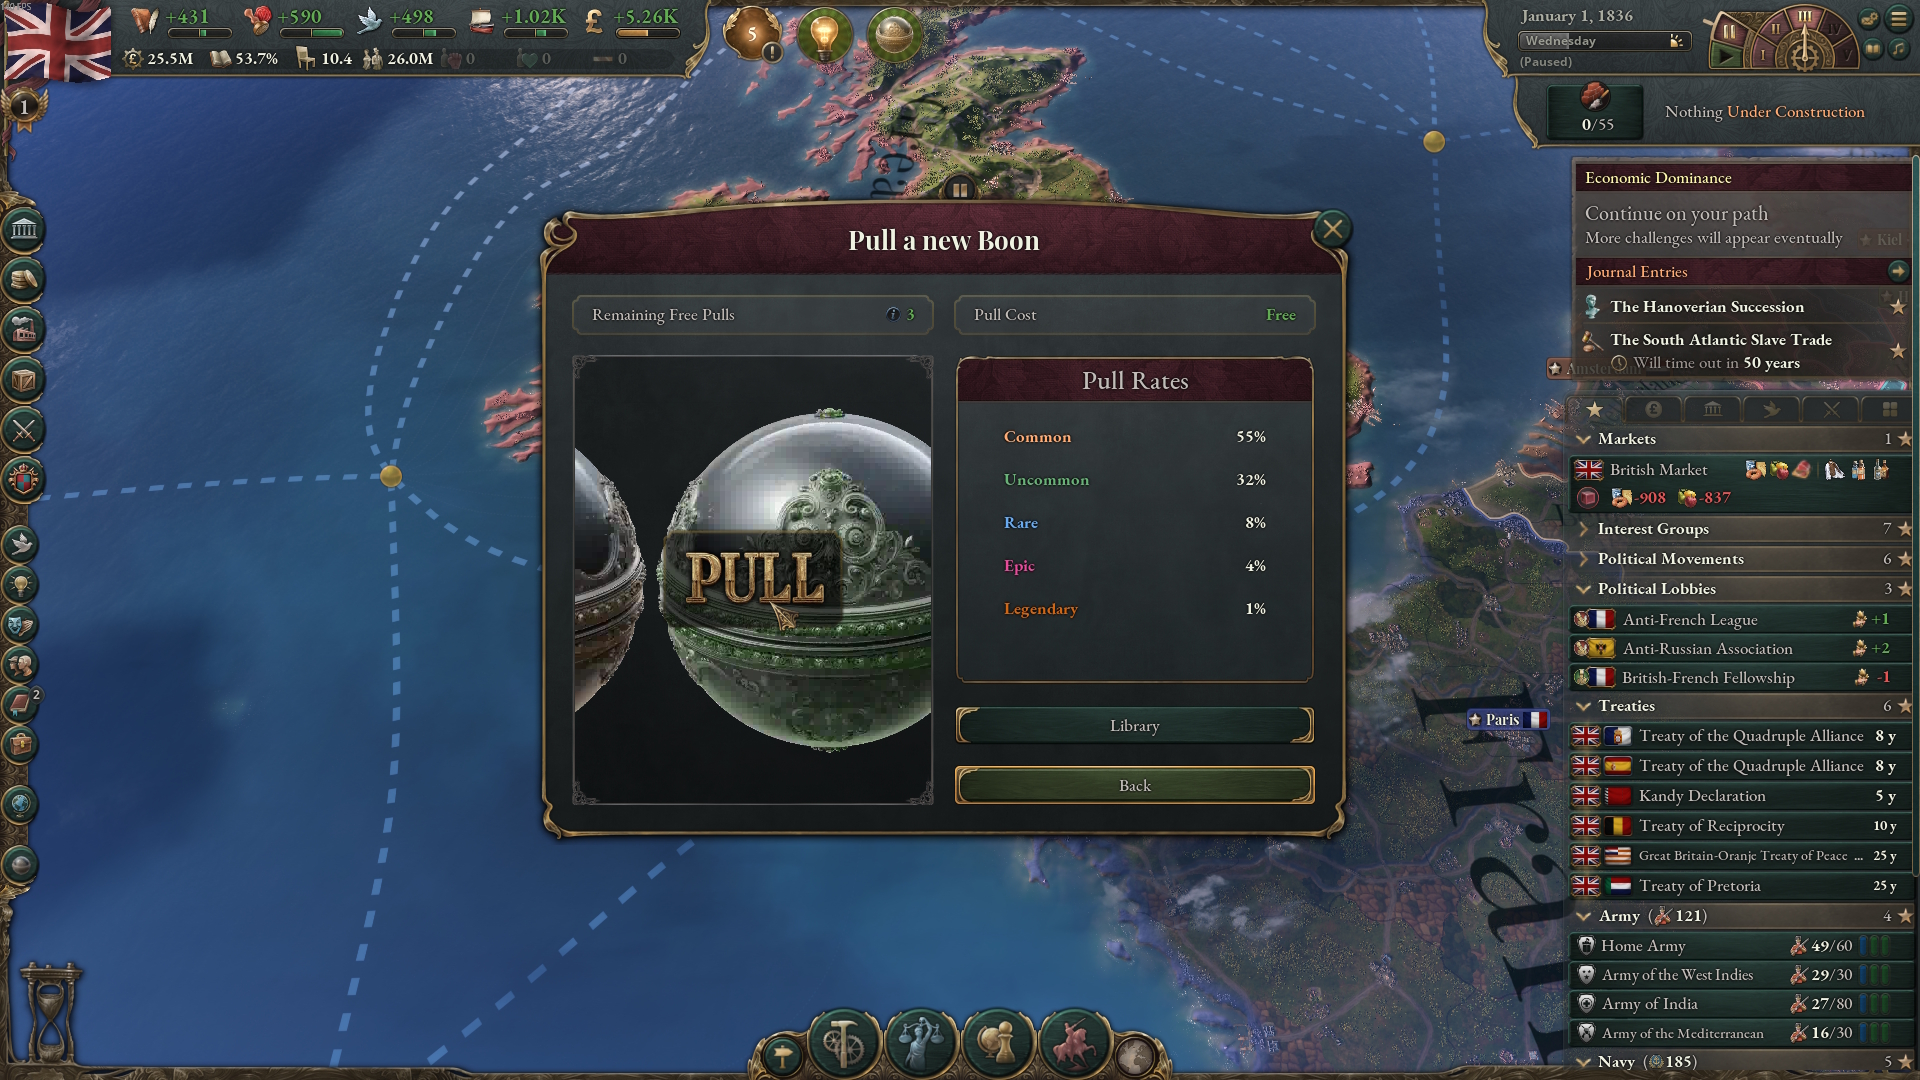 +431
+590
+498
+1.02K
+5.26K
25.5M
53.7%
10.4
26.0M
0
0
0
5
January 1, 1836
Wednesday
(Paused)
I
II
III
IV
V
1
0/55
Nothing Under Construction
Economic Dominance
Continue on your path
More challenges will appear eventually
Kiel
Journal Entries
The Hanoverian Succession
The South Atlantic Slave Trade
Will time out in 50 years
Pull a new Boon
Remaining Free Pulls
3
Pull Cost
Free
PULL
Pull Rates
Common
55%
Uncommon
32%
Rare
8%
Epic
4%
Legendary
1%
Library
Back
Paris
2
Markets
1
British Market
-908
-837
Interest Groups
7
Political Movements
6
Political Lobbies
3
Anti-French League
+1
Anti-Russian Association
+2
British-French Fellowship
-1
Treaties
6
Treaty of the Quadruple Alliance
8 y
Treaty of the Quadruple Alliance
8 y
Kandy Declaration
5 y
Treaty of Reciprocity
10 y
Great Britain-Oranje Treaty of Peace ...
25 y
Treaty of Pretoria
25 y
Army (121)
4
Home Army
49/60
Army of the West Indies
29/30
Army of India
27/80
Army of the Mediterranean
16/30
Navy (185)
5